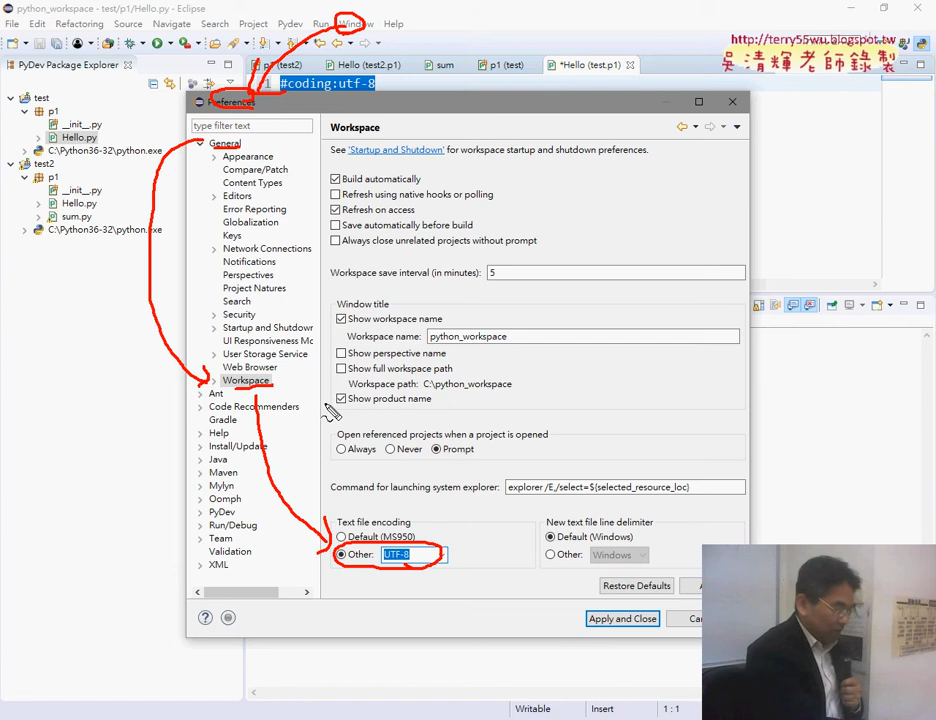 python_workspace - test/p1/Hello.py - Eclipse
File Edit Refactoring Source Navigate Search Project Pydev Run Window Help
http://terry55wu.blogspot.tw
吳清輝老師錄製
PyDev Package Explorer
(test2) Hello (test2.p1) sum p1 (test) *Hello (test.p1)
1 #coding:utf-8
test
p1
__init__.py
Hello.py
C:\Python36-32\python.exe
test2
p1
__init__.py
Hello.py
sum.py
C:\Python36-32\python.exe
Preferences
type filter text
General
Appearance
Compare/Patch
Content Types
Editors
Error Reporting
Globalization
Keys
Network Connections
Notifications
Perspectives
Project Natures
Search
Security
Startup and Shutdown
UI Responsiveness Mo
User Storage Service
Web Browser
Workspace
Ant
Code Recommenders
Gradle
Help
Install/Update
Java
Maven
Mylyn
Oomph
PyDev
Run/Debug
Team
Validation
XML
Workspace
See 'Startup and Shutdown' for workspace startup and shutdown preferences.
Build automatically
Refresh using native hooks or polling
Refresh on access
Save automatically before build
Always close unrelated projects without prompt
Workspace save interval (in minutes): 5
Window title
Show workspace name
Workspace name: python_workspace
Show perspective name
Show full workspace path
Workspace path: C:\python_workspace
Show product name
Open referenced projects when a project is opened
Always Never Prompt
Command for launching system explorer: explorer /E,/select=${selected_resource_loc}
Text file encoding
Default (MS950)
Other: UTF-8
New text file line delimiter
Default (Windows)
Other: Windows
Restore Defaults A
Apply and Close Can
Writable Insert 1 : 1